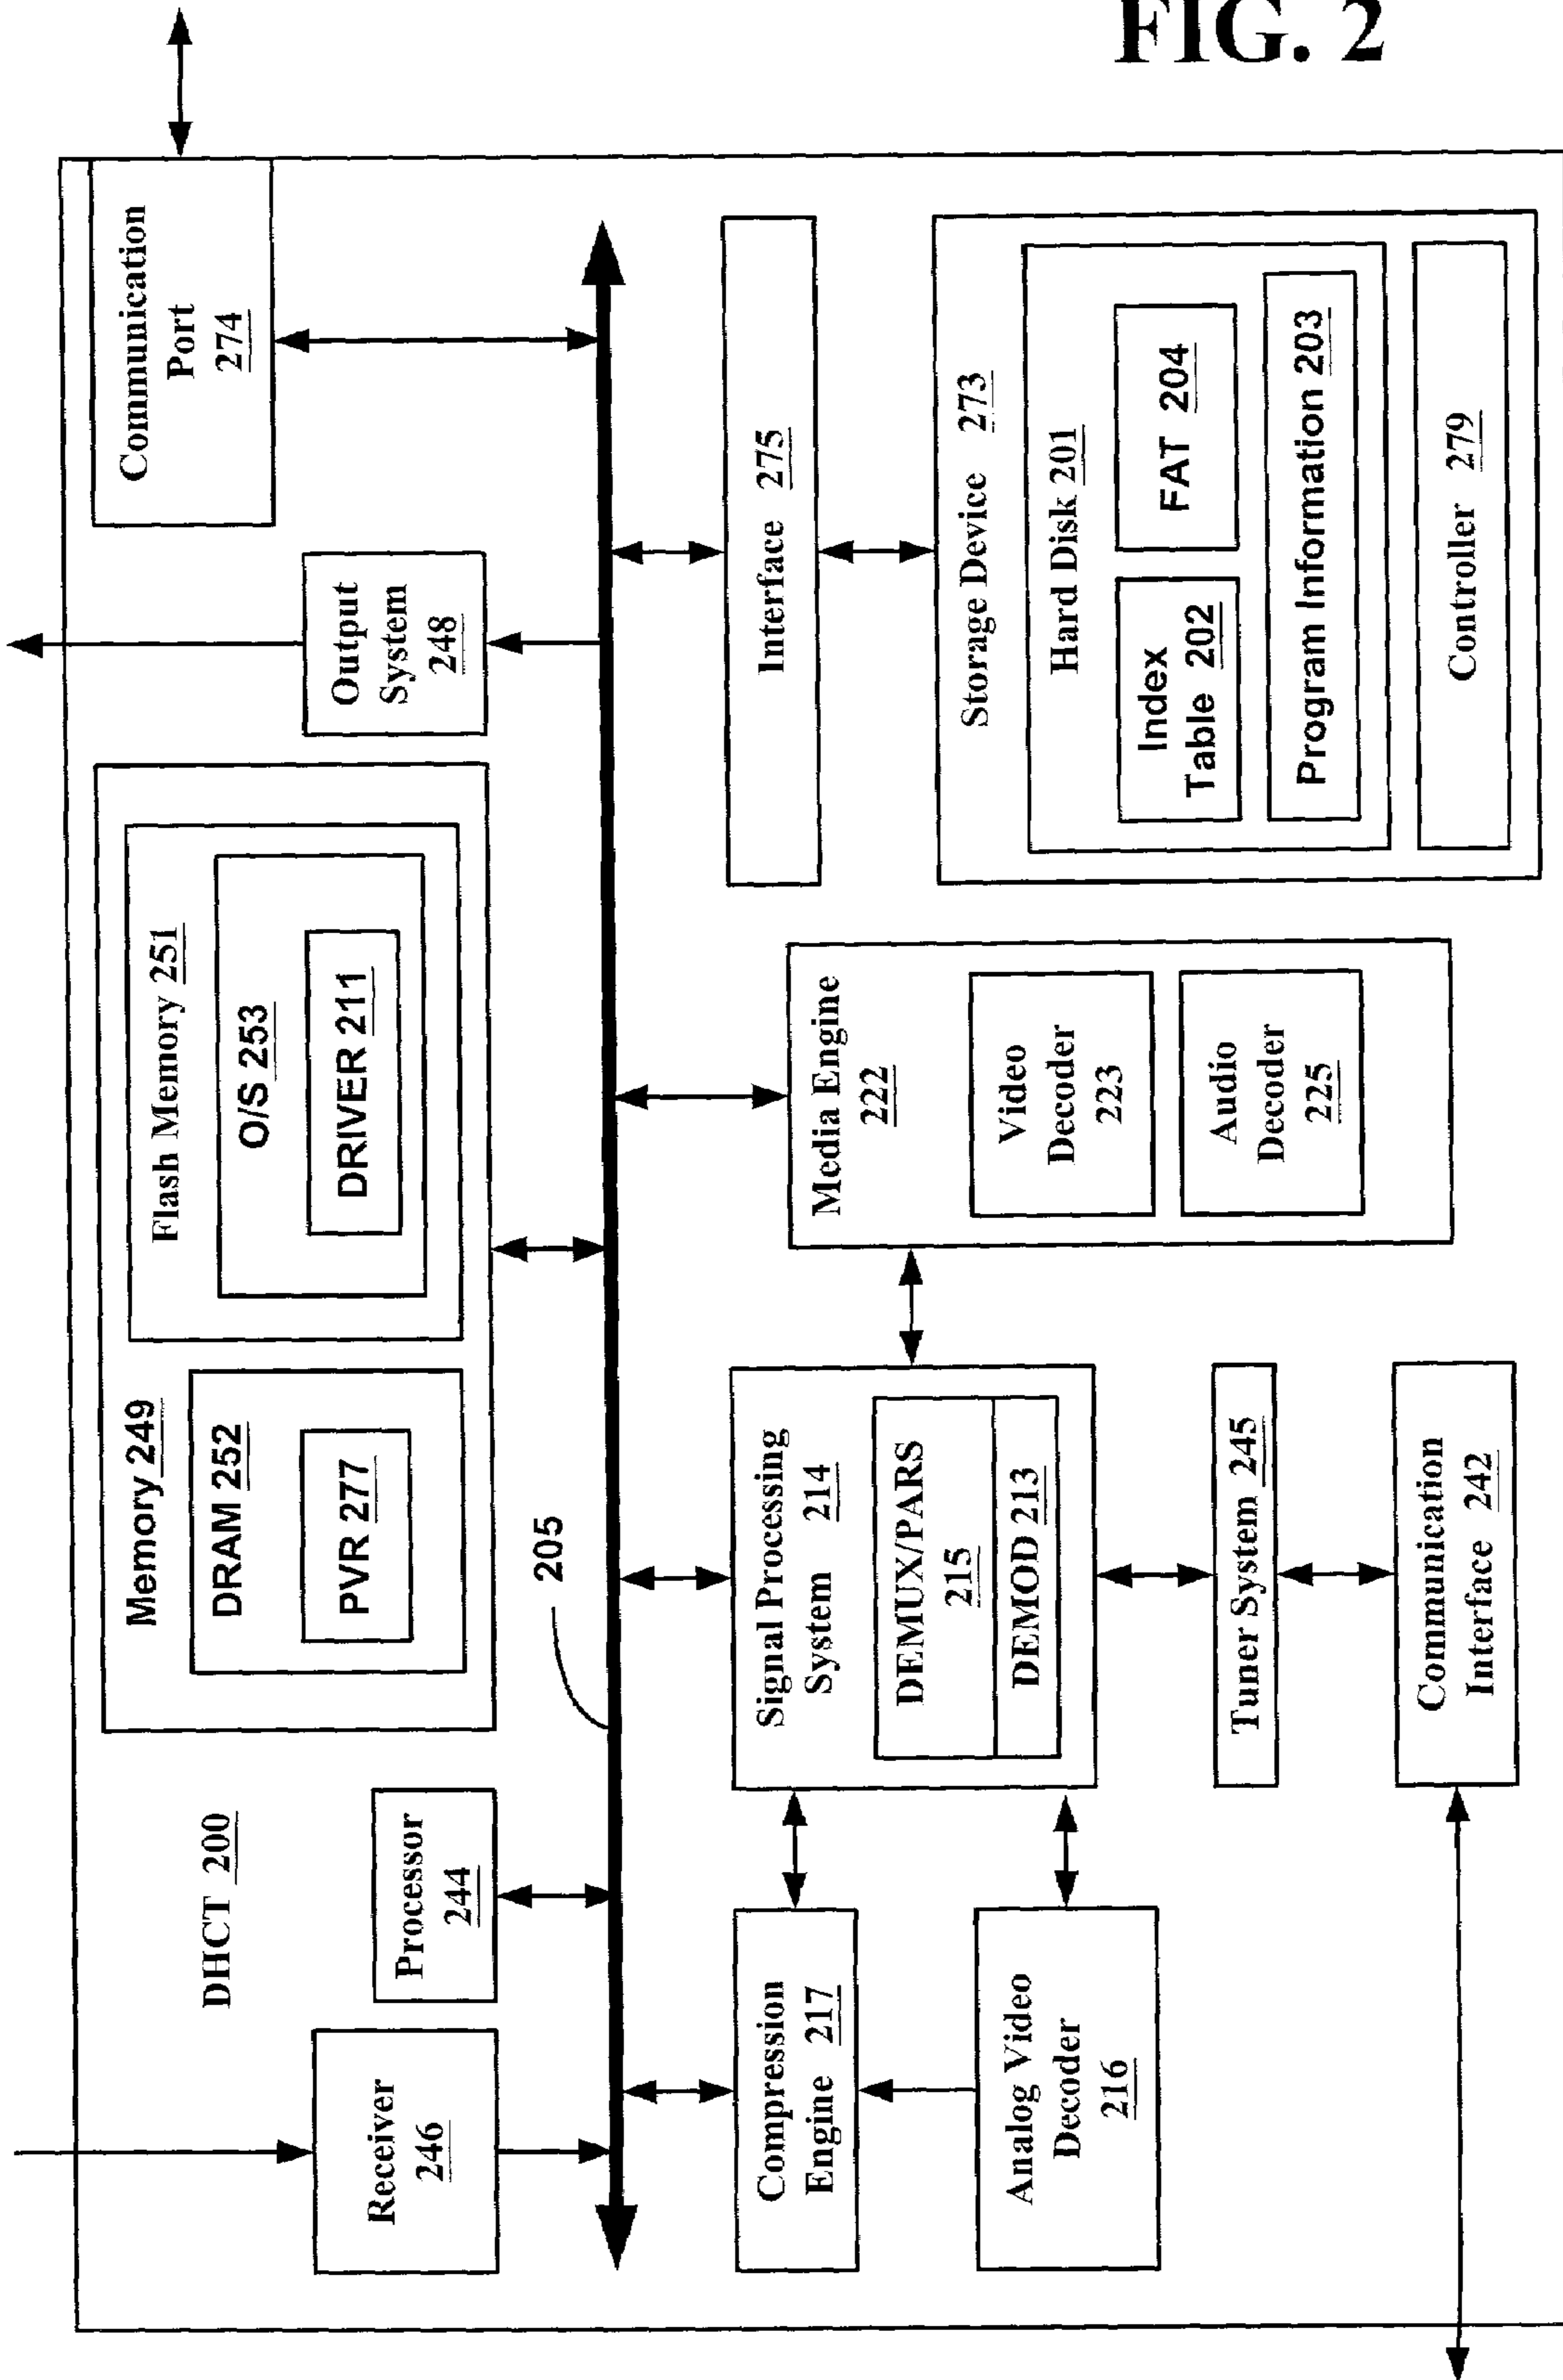 FIG. 2
DHCT 200
Receiver
246
Processor
244
Memory 249
DRAM 252
PVR 277
Flash Memory 251
O/S 253
DRIVER 211
Output
System
248
Communication
Port
274
205
Compression
Engine 217
Analog Video
Decoder
216
Signal Processing
System 214
DEMUX/PARS
215
DEMOD 213
Tuner System 245
Communication
Interface 242
Media Engine
222
Video
Decoder
223
Audio
Decoder
225
Interface 275
Storage Device 273
Hard Disk 201
Index
Table 202
FAT 204
Program Information 203
Controller 279